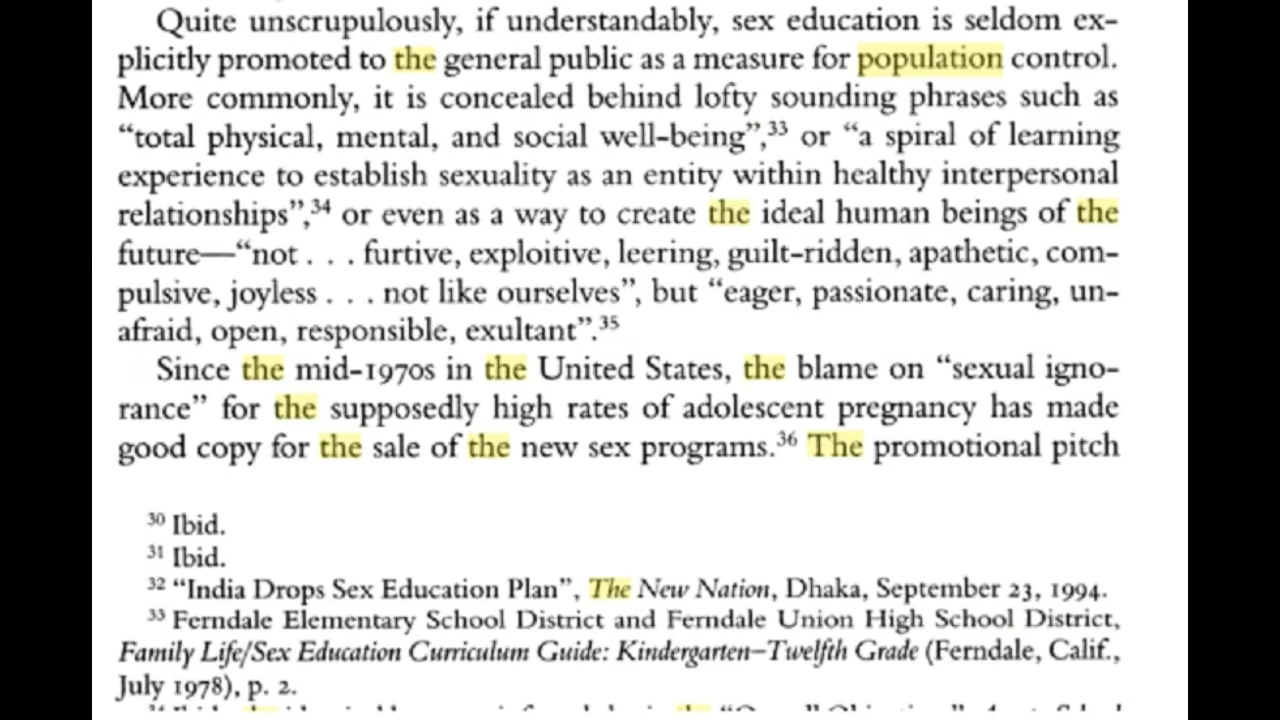 Quite unscrupulously, if understandably, sex education is seldom ex-
plicitly promoted to the general public as a measure for population control.
More commonly, it is concealed behind lofty sounding phrases such as
“total physical, mental, and social well-being”,33 or “a spiral of learning
experience to establish sexuality as an entity within healthy interpersonal
relationships”,34 or even as a way to create the ideal human beings of the
future—“not . . . furtive, exploitive, leering, guilt-ridden, apathetic, com-
pulsive, joyless . . . not like ourselves”, but “eager, passionate, caring, un-
afraid, open, responsible, exultant”.35
Since the mid-1970s in the United States, the blame on “sexual igno-
rance” for the supposedly high rates of adolescent pregnancy has made
good copy for the sale of the new sex programs.36 The promotional pitch
30 Ibid.
31 Ibid.
32 “India Drops Sex Education Plan”, The New Nation, Dhaka, September 23, 1994.
33 Ferndale Elementary School District and Ferndale Union High School District,
Family Life/Sex Education Curriculum Guide: Kindergarten–Twelfth Grade (Ferndale, Calif.,
July 1978), p. 2.